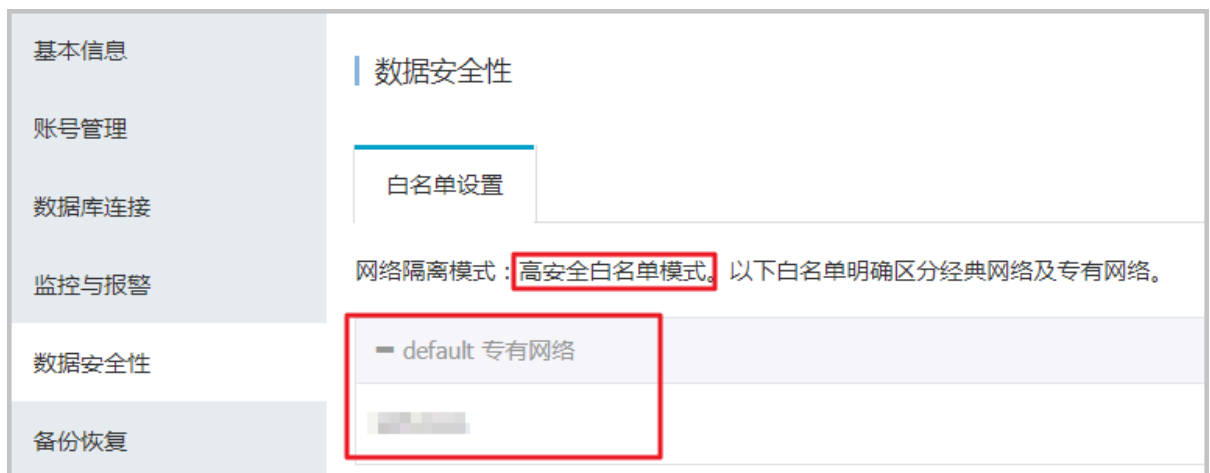 基本信息
账号管理
数据库连接
监控与报警
数据安全性
备份恢复
数据安全性
白名单设置
网络隔离模式：高安全白名单模式。以下白名单明确区分经典网络及专有网络。
default 专有网络